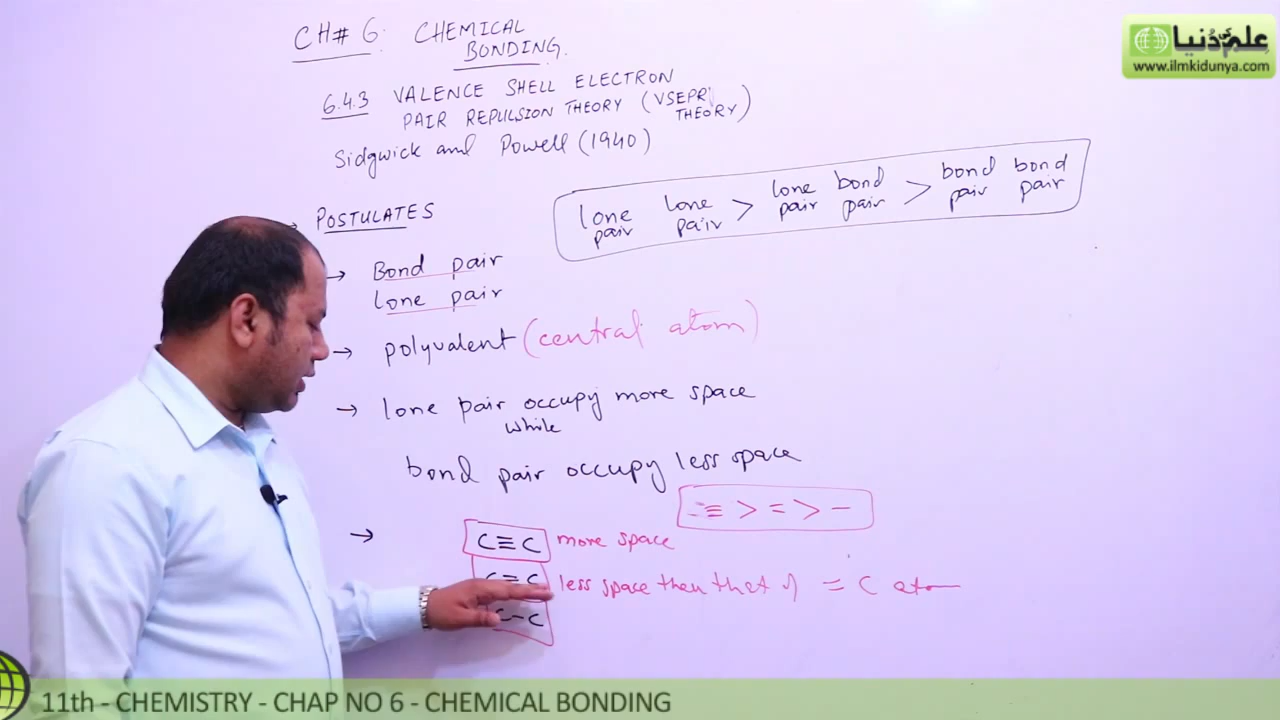 CH# 6 CHEMICAL
BONDING.
6.4.3 VALENCE SHELL ELECTRON
PAIR REPULSION THEORY (VSEPR
THEORY)
Sidgwick and Powell (1940)
lone pair lone pair > lone pair bond pair > bond pair bond pair
POSTULATES
→ Bond pair
lone pair
→ polyvalent (central atom)
→ lone pair occupy more space
while
bond pair occupy less space
≡ > = > −
→ C≡C more space
C=C less space then that of = C atom
C−C
علم کی دُنیا
www.ilmkidunya.com
11th - CHEMISTRY - CHAP NO 6 - CHEMICAL BONDING